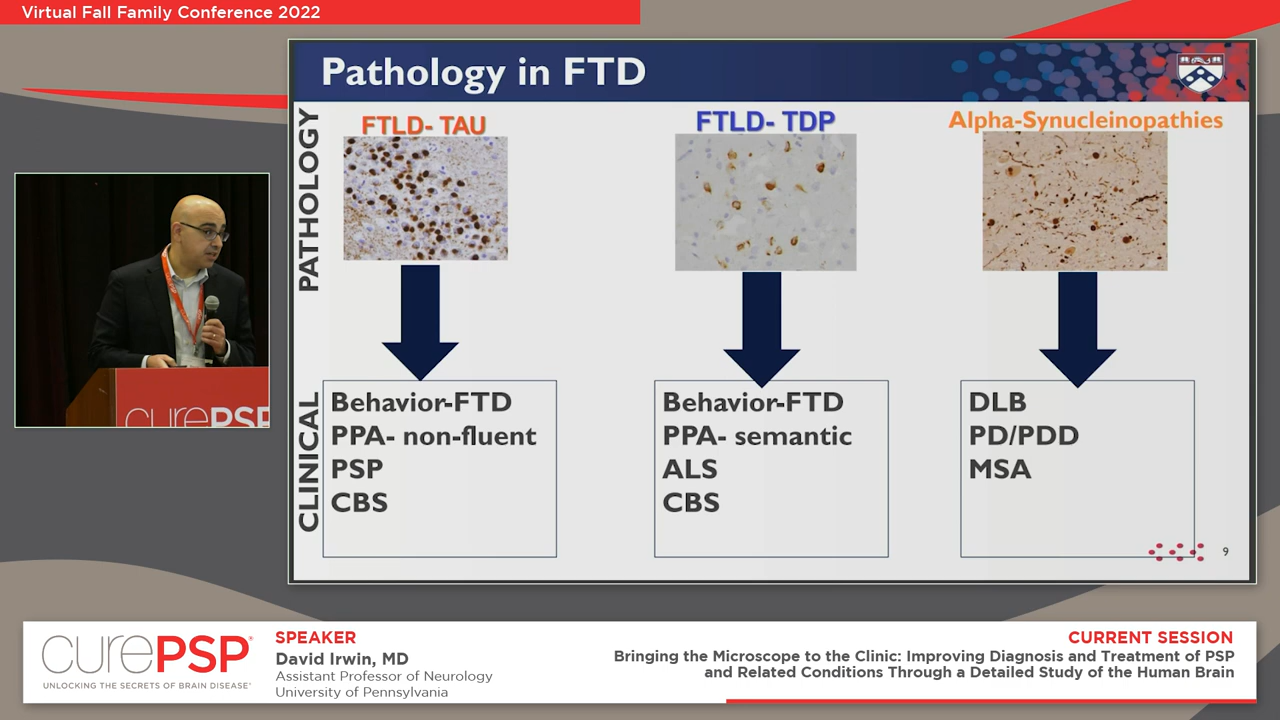 Virtual Fall Family Conference 2022
Pathology in FTD
PATHOLOGY
FTLD- TAU
FTLD- TDP
Alpha-Synucleinopathies
CLINICAL
Behavior-FTD
PPA- non-fluent
PSP
CBS
Behavior-FTD
PPA- semantic
ALS
CBS
DLB
PD/PDD
MSA
9
curePSP
curePSP®
UNLOCKING THE SECRETS OF BRAIN DISEASE®
SPEAKER
David Irwin, MD
Assistant Professor of Neurology
University of Pennsylvania
CURRENT SESSION
Bringing the Microscope to the Clinic: Improving Diagnosis and Treatment of PSP
and Related Conditions Through a Detailed Study of the Human Brain